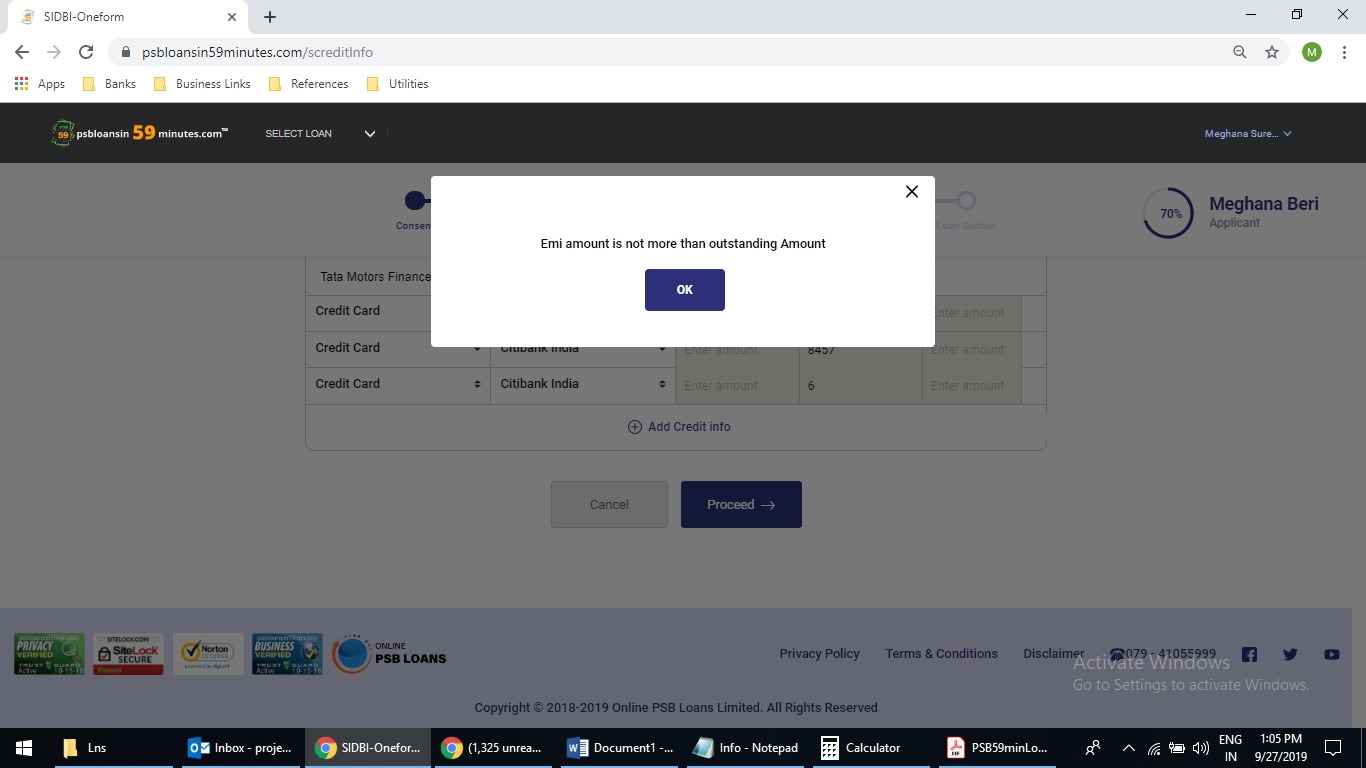 SIDBI-Oneform
psbloansin59minutes.com/screditInfo
M
Apps Banks Business Links References Utilities
psbloansin 59 minutes.com™ SELECT LOAN Meghana Sure...
Consen Loan Section
70% Meghana Beri
Applicant
Emi amount is not more than outstanding Amount
OK
Tata Motors Finance
Credit Card Enter amount
Credit Card Citibank India Enter amount 8457 Enter amount
Credit Card Citibank India Enter amount 6 Enter amount
Add Credit info
Cancel Proceed
PRIVACY VERIFIED TRUST GUARD Active 10-15-18
SITELOCK.COM SiteLock SECURE Passed
Norton SECURED powered by digicert
BUSINESS VERIFIED TRUST GUARD Active 10-15-18
ONLINE
PSB LOANS
Privacy Policy Terms & Conditions Disclaimer 079 - 41055999
Activate Windows
Go to Settings to activate Windows.
Copyright © 2018-2019 Online PSB Loans Limited. All Rights Reserved
Lns Inbox - proje... SIDBI-Onefor... (1,325 unrea... Document1 -... Info - Notepad Calculator PSB59minLo...
ENG
IN
1:05 PM
9/27/2019